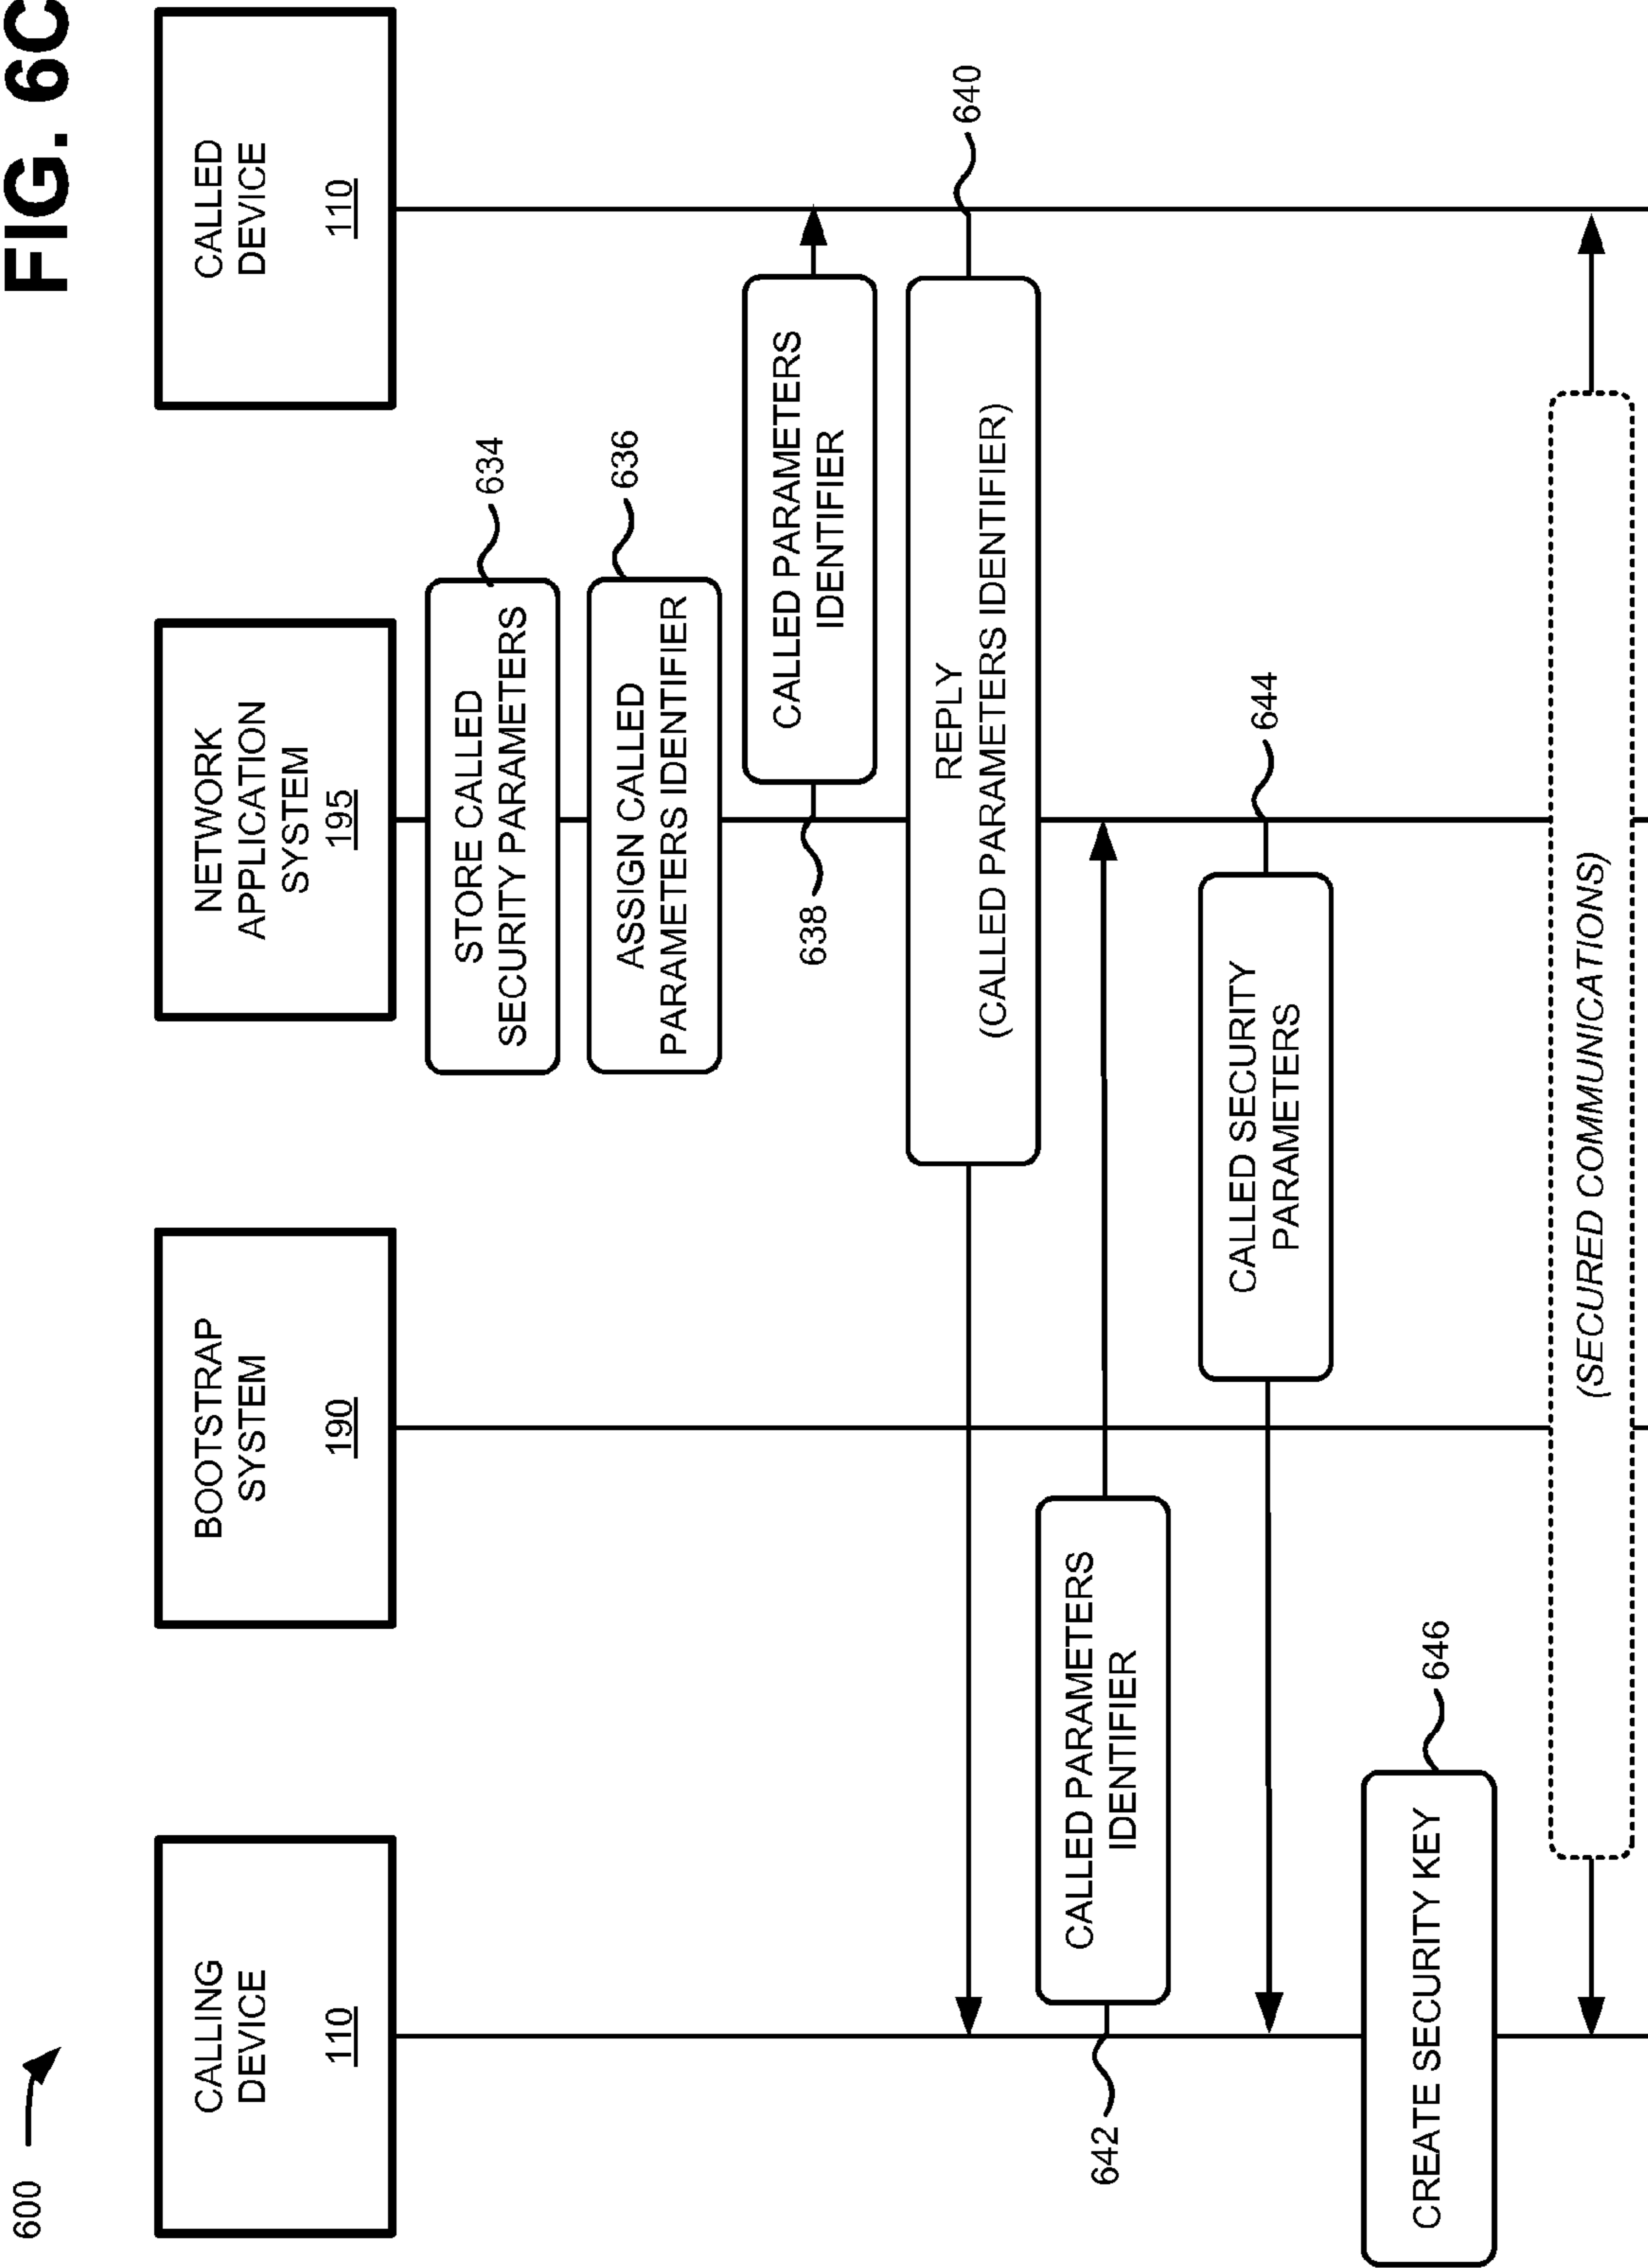 FIG. 6C
600
CALLING
DEVICE
110
BOOTSTRAP
SYSTEM
190
NETWORK
APPLICATION
SYSTEM
195
CALLED
DEVICE
110
STORE CALLED
SECURITY PARAMETERS
634
ASSIGN CALLED
PARAMETERS IDENTIFIER
636
638
CALLED PARAMETERS
IDENTIFIER
REPLY
(CALLED PARAMETERS IDENTIFIER)
640
642
CALLED PARAMETERS
IDENTIFIER
CALLED SECURITY
PARAMETERS
644
CREATE SECURITY KEY
646
(SECURED COMMUNICATIONS)